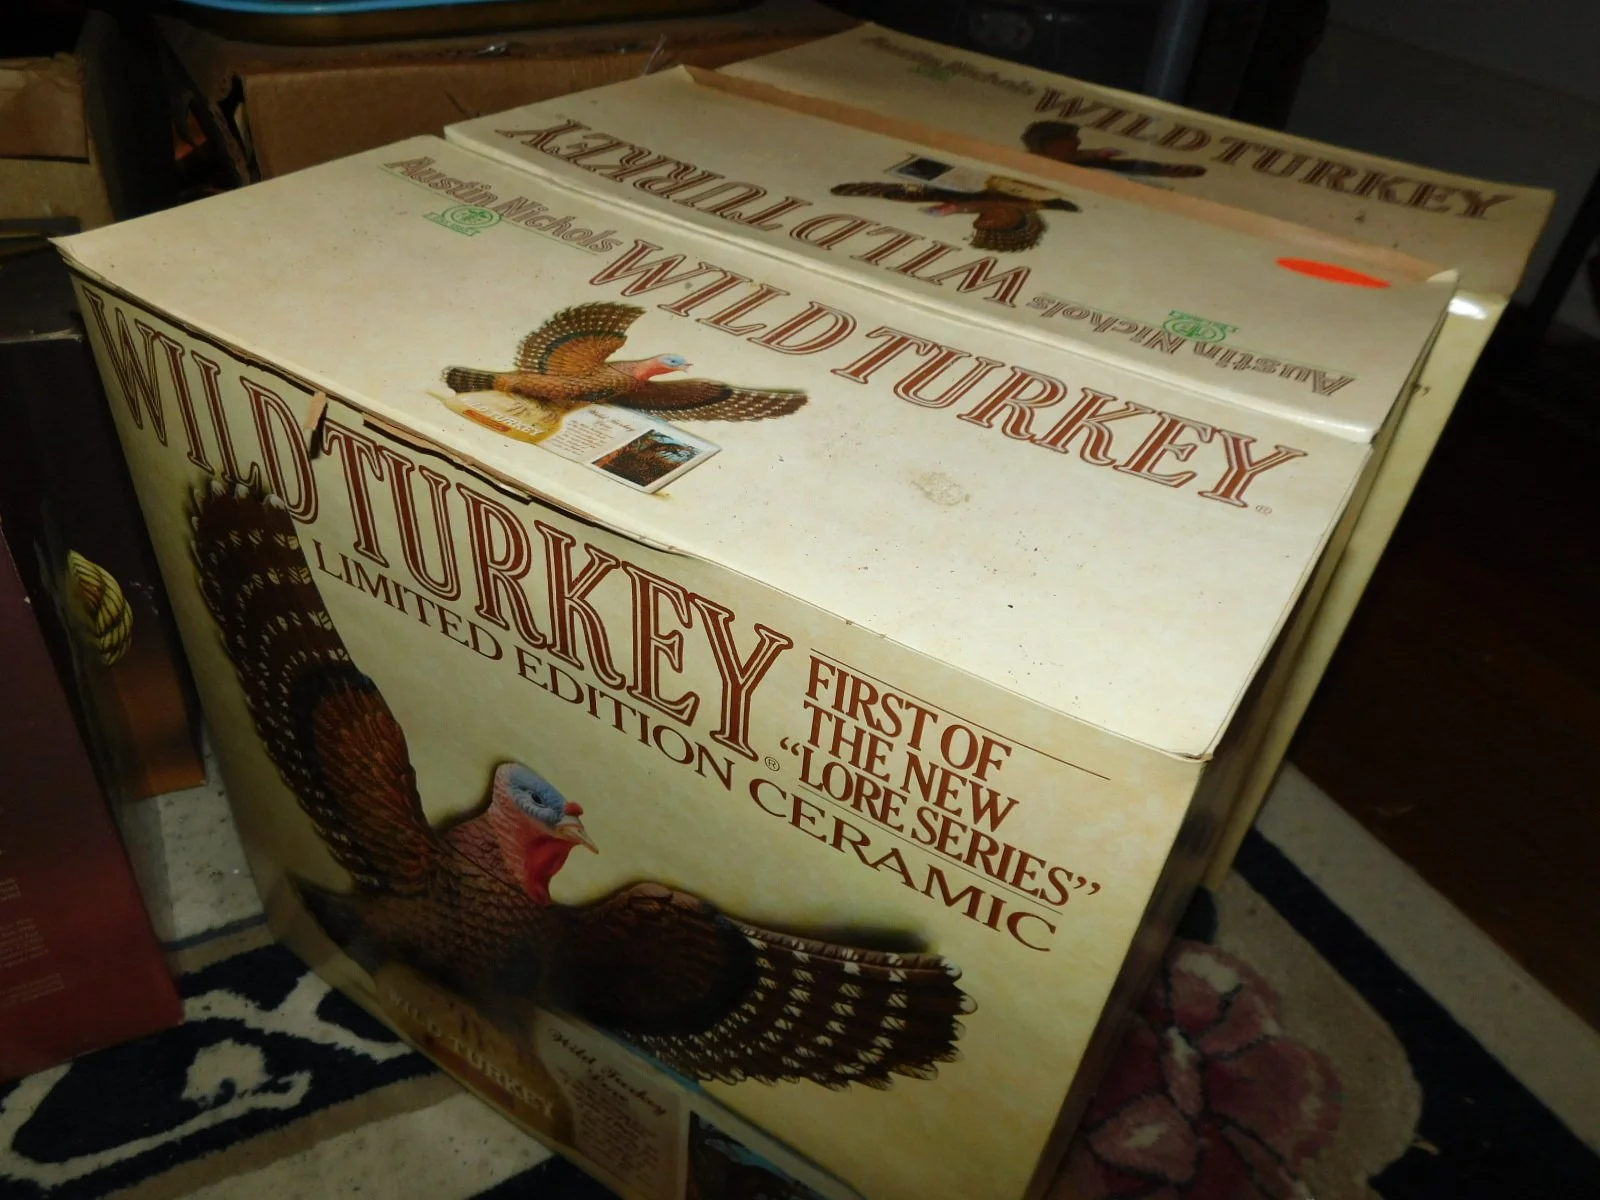 Austin Nichols
WILD TURKEY
Austin Nichols
WILD TURKEY
Austin Nichols
WILD TURKEY®
WILD TURKEY®
LIMITED EDITION CERAMIC
FIRST OF
THE NEW
“LORE SERIES”
WILD TURKEY
Wild Turkey
Lore